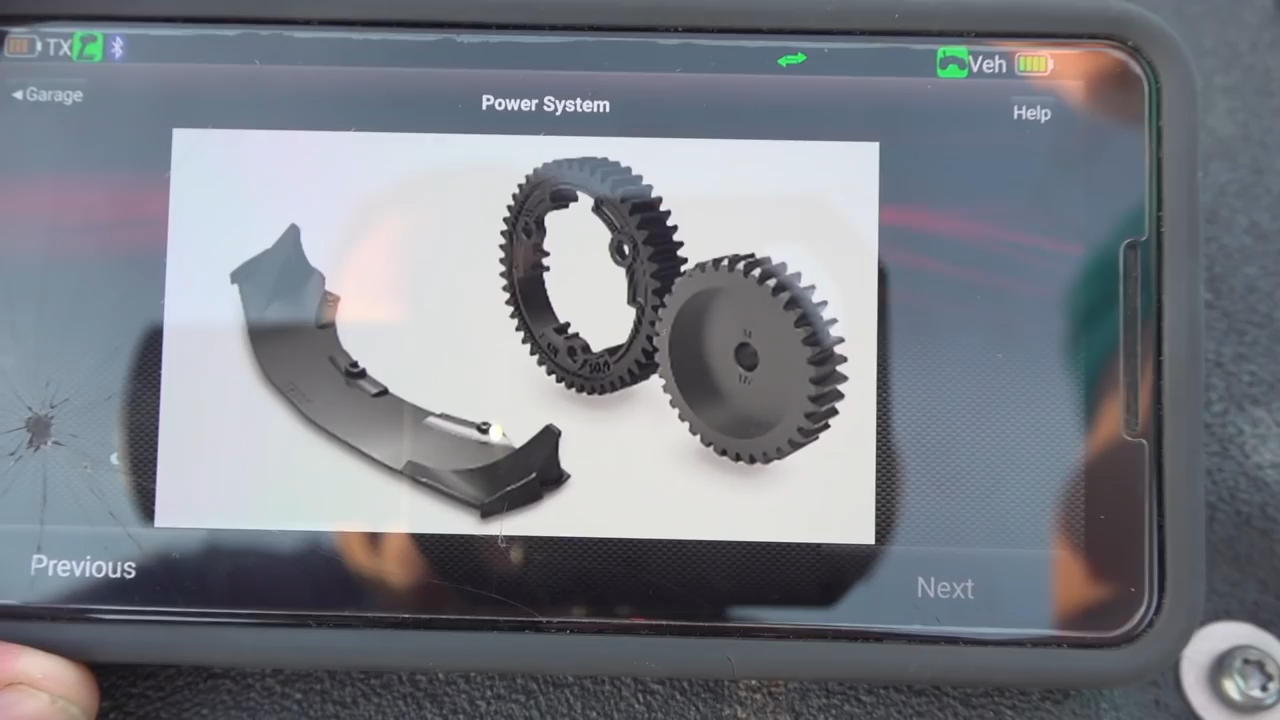 TX
Veh
◄Garage
Power System
Help
Previous
Next